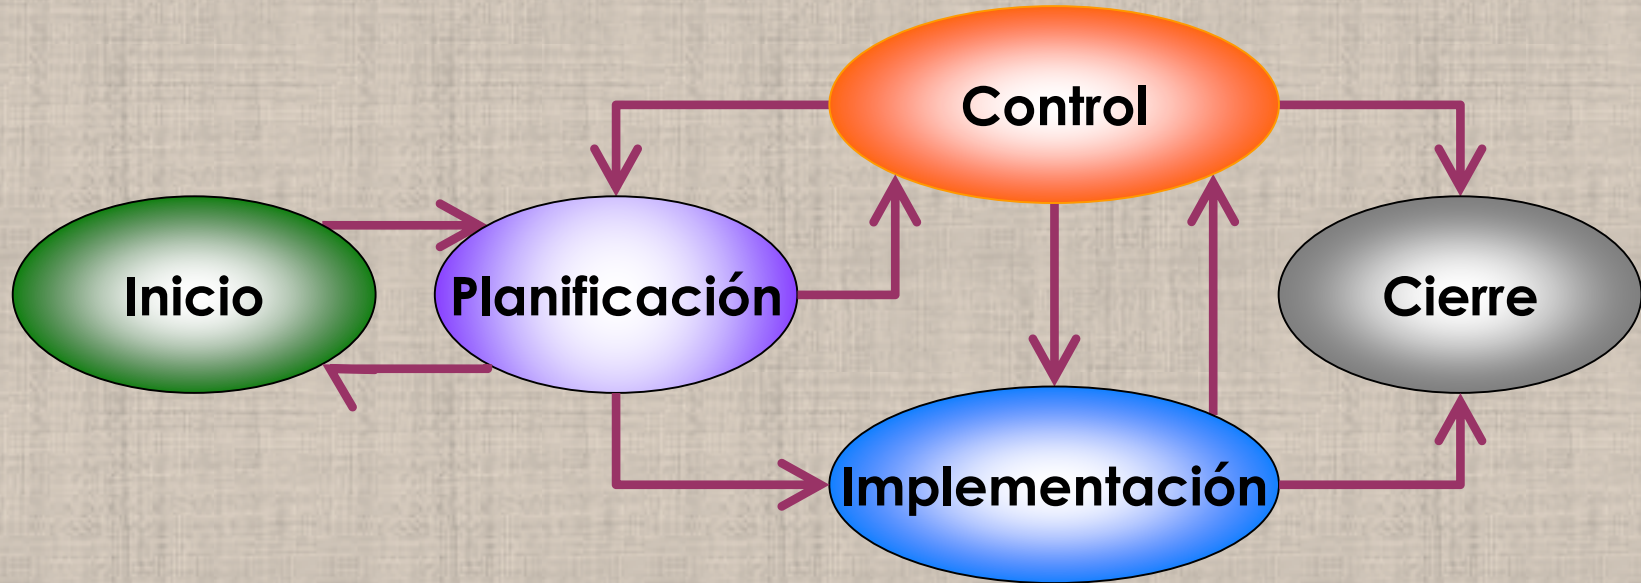 Control
Inicio
Planificación
Cierre
Implementación